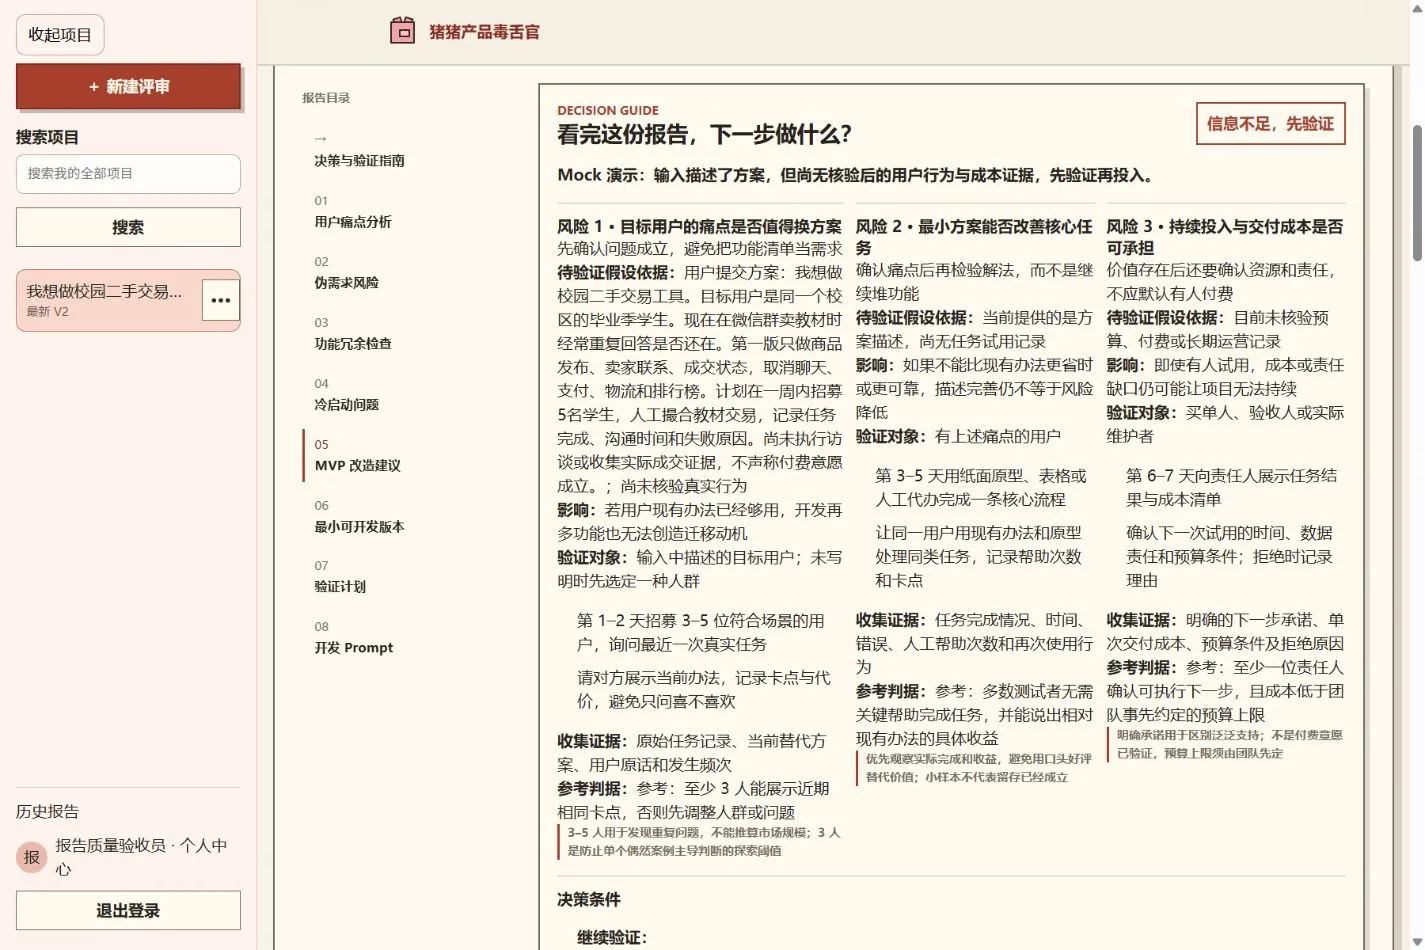 收起项目
+ 新建评审
搜索项目
搜索我的全部项目
搜索
我想做校园二手交易...
最新 V2
•••
历史报告
报
报告质量验收员 · 个人中
心
退出登录
猪猪产品毒舌官
报告目录
→
决策与验证指南
01
用户痛点分析
02
伪需求风险
03
功能冗余检查
04
冷启动问题
05
MVP 改造建议
06
最小可开发版本
07
验证计划
08
开发 Prompt
DECISION GUIDE
看完这份报告，下一步做什么？
信息不足，先验证
Mock 演示：输入描述了方案，但尚无核验后的用户行为与成本证据，先验证再投入。
风险 1 · 目标用户的痛点是否值得换方案
先确认问题成立，避免把功能清单当需求
待验证假设依据：用户提交方案：我想做
校园二手交易工具。目标用户是同一个校
区的毕业季学生。现在在微信群卖教材时
经常重复回答是否还在。第一版只做商品
发布、卖家联系、成交状态，取消聊天、
支付、物流和排行榜。计划在一周内招募
5名学生，人工撮合教材交易，记录任务
完成、沟通时间和失败原因。尚未执行访
谈或收集实际成交证据，不声称付费意愿
成立。；尚未核验真实行为
影响：若用户现有办法已经够用，开发再
多功能也无法创造迁移动机
验证对象：输入中描述的目标用户；未写
明时先选定一种人群
第 1–2 天招募 3–5 位符合场景的用
户，询问最近一次真实任务
请对方展示当前办法，记录卡点与代
价，避免只问喜不喜欢
收集证据：原始任务记录、当前替代方
案、用户原话和发生频次
参考判据：参考：至少 3 人能展示近期
相同卡点，否则先调整人群或问题
3–5 人用于发现重复问题，不能推算市场规模；3 人
是防止单个偶然案例主导判断的探索阈值
风险 2 · 最小方案能否改善核心任
务
确认痛点后再检验解法，而不是继
续堆功能
待验证假设依据：当前提供的是方
案描述，尚无任务试用记录
影响：如果不能比现有办法更省时
或更可靠，描述完善仍不等于风险
降低
验证对象：有上述痛点的用户
第 3–5 天用纸面原型、表格或
人工代办完成一条核心流程
让同一用户用现有办法和原型
处理同类任务，记录帮助次数
和卡点
收集证据：任务完成情况、时间、
错误、人工帮助次数和再次使用行
为
参考判据：参考：多数测试者无需
关键帮助完成任务，并能说出相对
现有办法的具体收益
优先观察实际完成和收益，避免用口头好评
替代价值；小样本不代表留存已经成立
风险 3 · 持续投入与交付成本是否
可承担
价值存在后还要确认资源和责任，
不应默认有人付费
待验证假设依据：目前未核验预
算、付费或长期运营记录
影响：即使有人试用，成本或责任
缺口仍可能让项目无法持续
验证对象：买单人、验收人或实际
维护者
第 6–7 天向责任人展示任务结
果与成本清单
确认下一次试用的时间、数据
责任和预算条件；拒绝时记录
理由
收集证据：明确的下一步承诺、单
次交付成本、预算条件及拒绝原因
参考判据：参考：至少一位责任人
确认可执行下一步，且成本低于团
队事先约定的预算上限
明确承诺用于区别泛泛支持；不是付费意愿
已验证，预算上限须由团队先定
决策条件
继续验证：